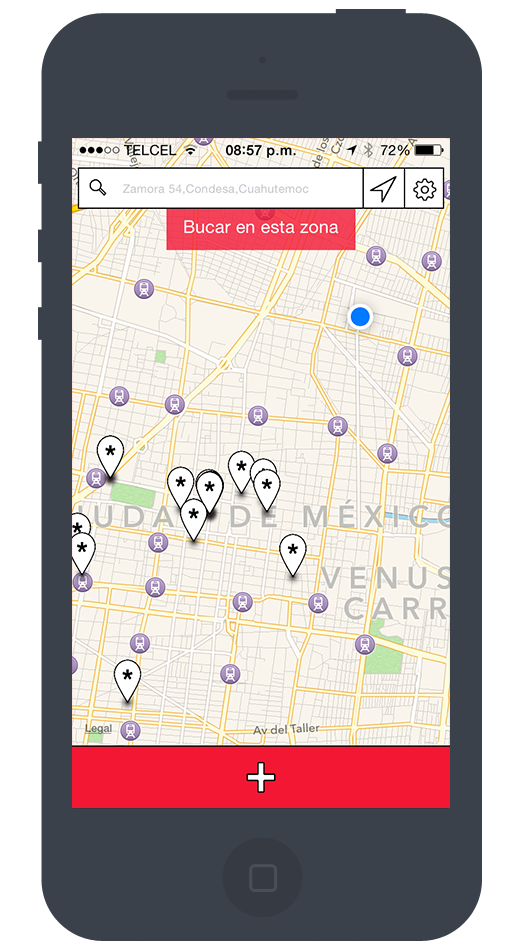 TELCEL 08:57 p.m. 72%
Zamora 54,Condesa,Cuahutemoc
Bucar en esta zona
UDAD DE MÉXICO
VENUS
CARR
Legal
Av del Taller